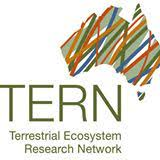 TERN
Terrestrial Ecosystem
Research Network